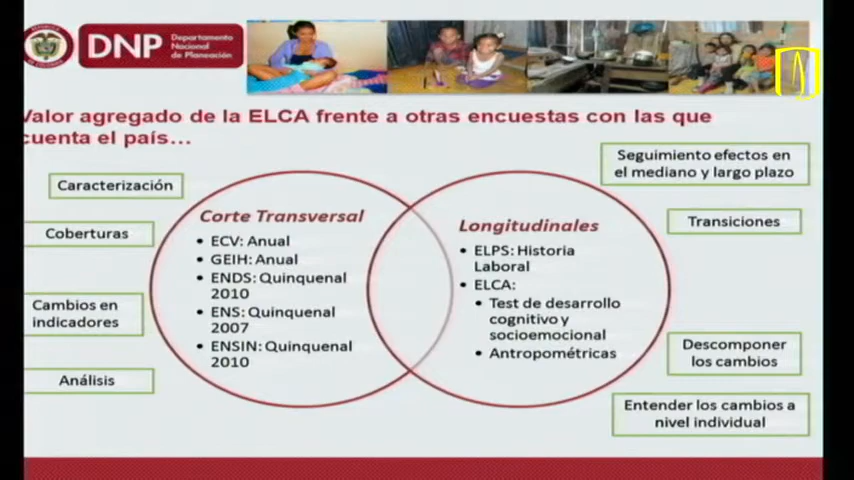 DNP
Departamento
Nacional
de Planeación
Valor agregado de la ELCA frente a otras encuestas con las que
cuenta el país...
Caracterización
Coberturas
Cambios en
indicadores
Análisis
Corte Transversal
• ECV: Anual
• GEIH: Anual
• ENDS: Quinquenal
2010
• ENS: Quinquenal
2007
• ENSIN: Quinquenal
2010
Longitudinales
• ELPS: Historia
Laboral
• ELCA:
• Test de desarrollo
cognitivo y
socioemocional
• Antropométricas
Seguimiento efectos en
el mediano y largo plazo
Transiciones
Descomponer
los cambios
Entender los cambios a
nivel individual